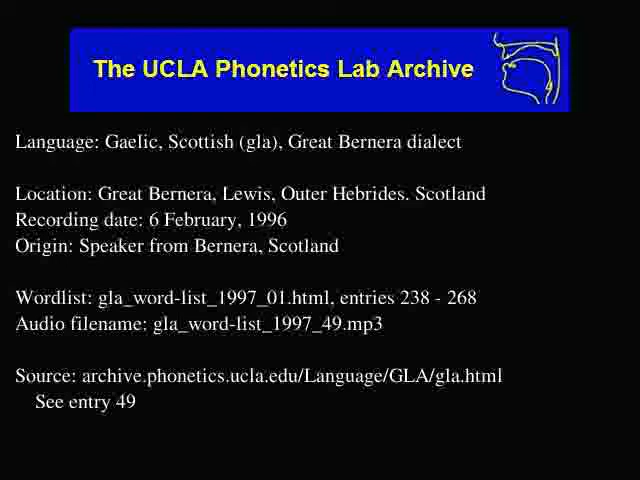 The UCLA Phonetics Lab Archive
Language: Gaelic, Scottish (gla), Great Bernera dialect
Location: Great Bernera, Lewis, Outer Hebrides. Scotland
Recording date: 6 February, 1996
Origin: Speaker from Bernera, Scotland
Wordlist: gla_word-list_1997_01.html, entries 238 - 268
Audio filename: gla_word-list_1997_49.mp3
Source: archive.phonetics.ucla.edu/Language/GLA/gla.html
See entry 49